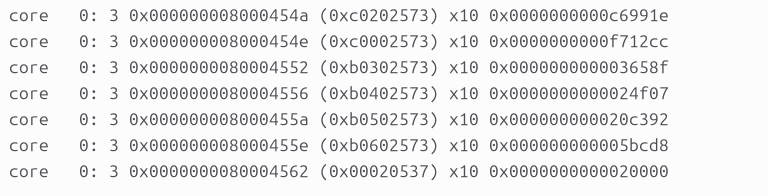 core   0: 3 0x000000008000454a (0xc0202573) x10 0x0000000000c6991e
core   0: 3 0x000000008000454e (0xc0002573) x10 0x0000000000f712cc
core   0: 3 0x0000000080004552 (0xb0302573) x10 0x000000000003658f
core   0: 3 0x0000000080004556 (0xb0402573) x10 0x0000000000024f07
core   0: 3 0x000000008000455a (0xb0502573) x10 0x000000000020c392
core   0: 3 0x000000008000455e (0xb0602573) x10 0x000000000005bcd8
core   0: 3 0x0000000080004562 (0x00020537) x10 0x0000000000020000